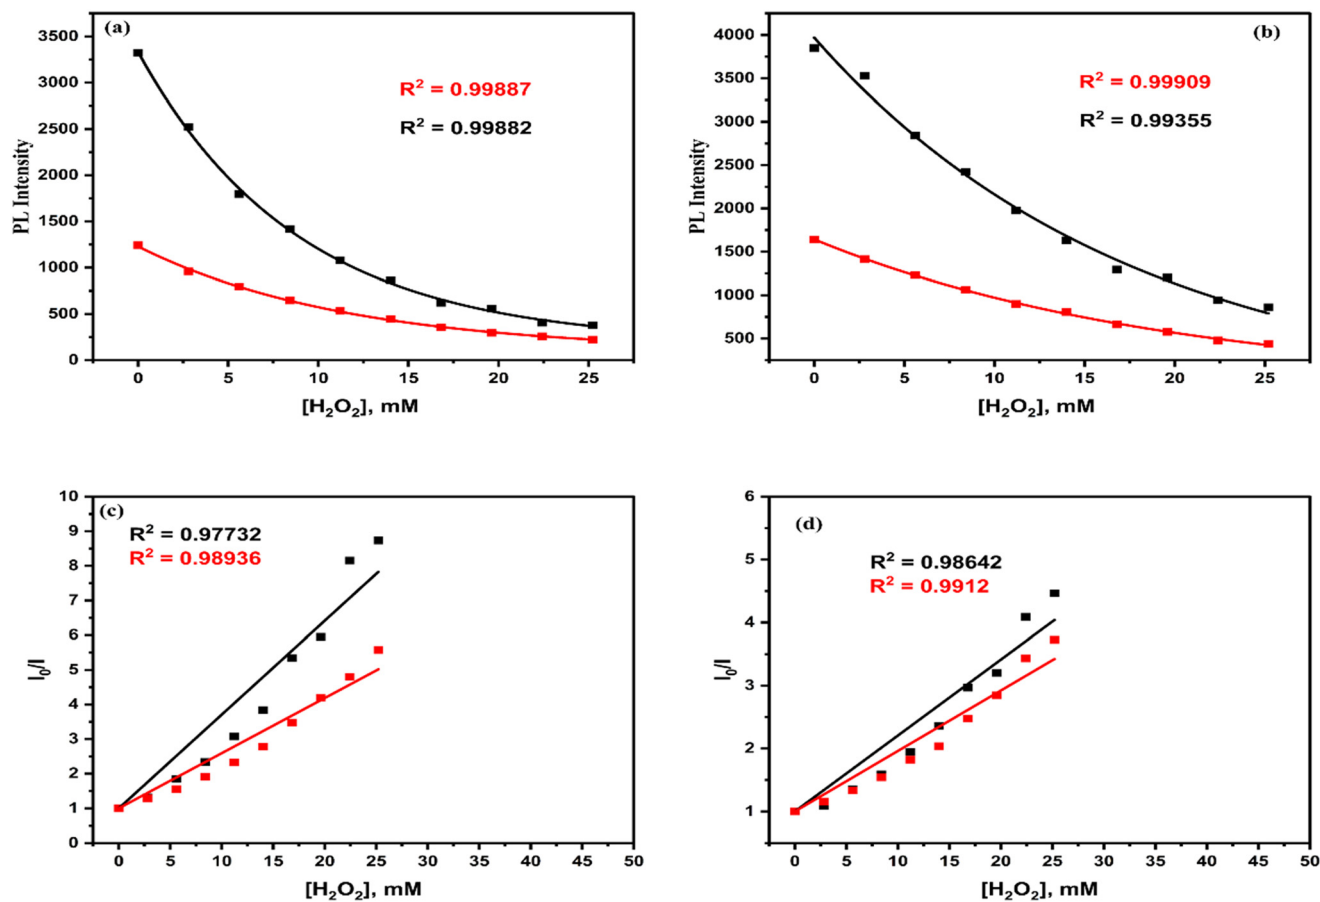 (a)
R² = 0.99887
R² = 0.99882
PL Intensity
3500
3000
2500
2000
1500
1000
500
0
0 5 10 15 20 25
[H₂O₂], mM
(b)
R² = 0.99909
R² = 0.99355
PL Intensity
4000
3500
3000
2500
2000
1500
1000
500
0 5 10 15 20 25
[H₂O₂], mM
(c)
R² = 0.97732
R² = 0.98936
I₀/I
10
9
8
7
6
5
4
3
2
1
0
0 5 10 15 20 25 30 35 40 45 50
[H₂O₂], mM
(d)
R² = 0.98642
R² = 0.9912
I₀/I
6
5
4
3
2
1
0 5 10 15 20 25 30 35 40 45 50
[H₂O₂], mM